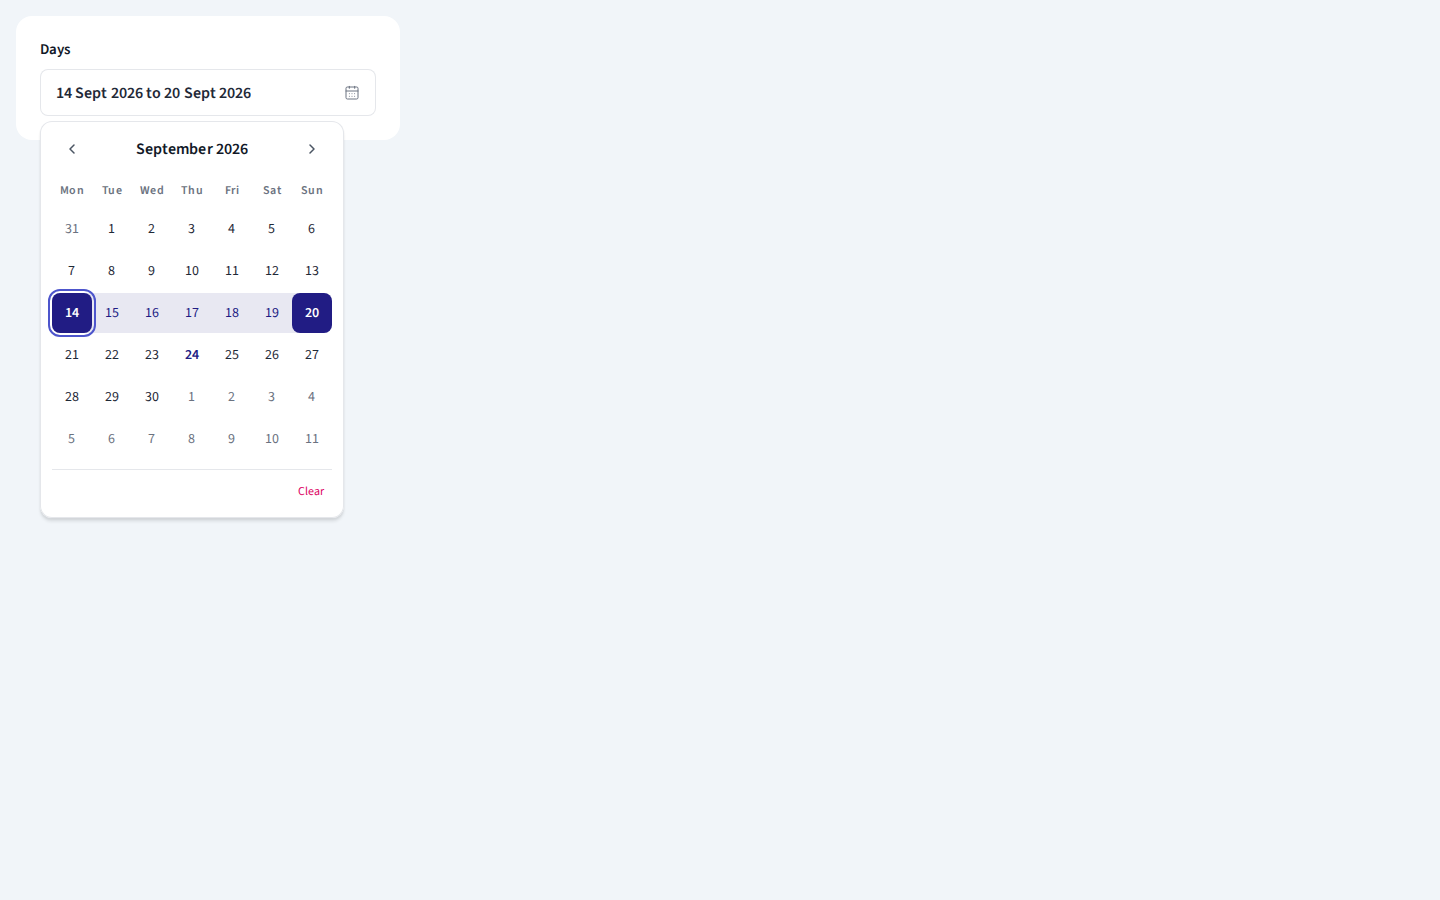 Days
14 Sept 2026 to 20 Sept 2026
September 2026
Mon Tue Wed Thu Fri Sat Sun
31 1 2 3 4 5 6
7 8 9 10 11 12 13
14 15 16 17 18 19 20
21 22 23 24 25 26 27
28 29 30 1 2 3 4
5 6 7 8 9 10 11
Clear